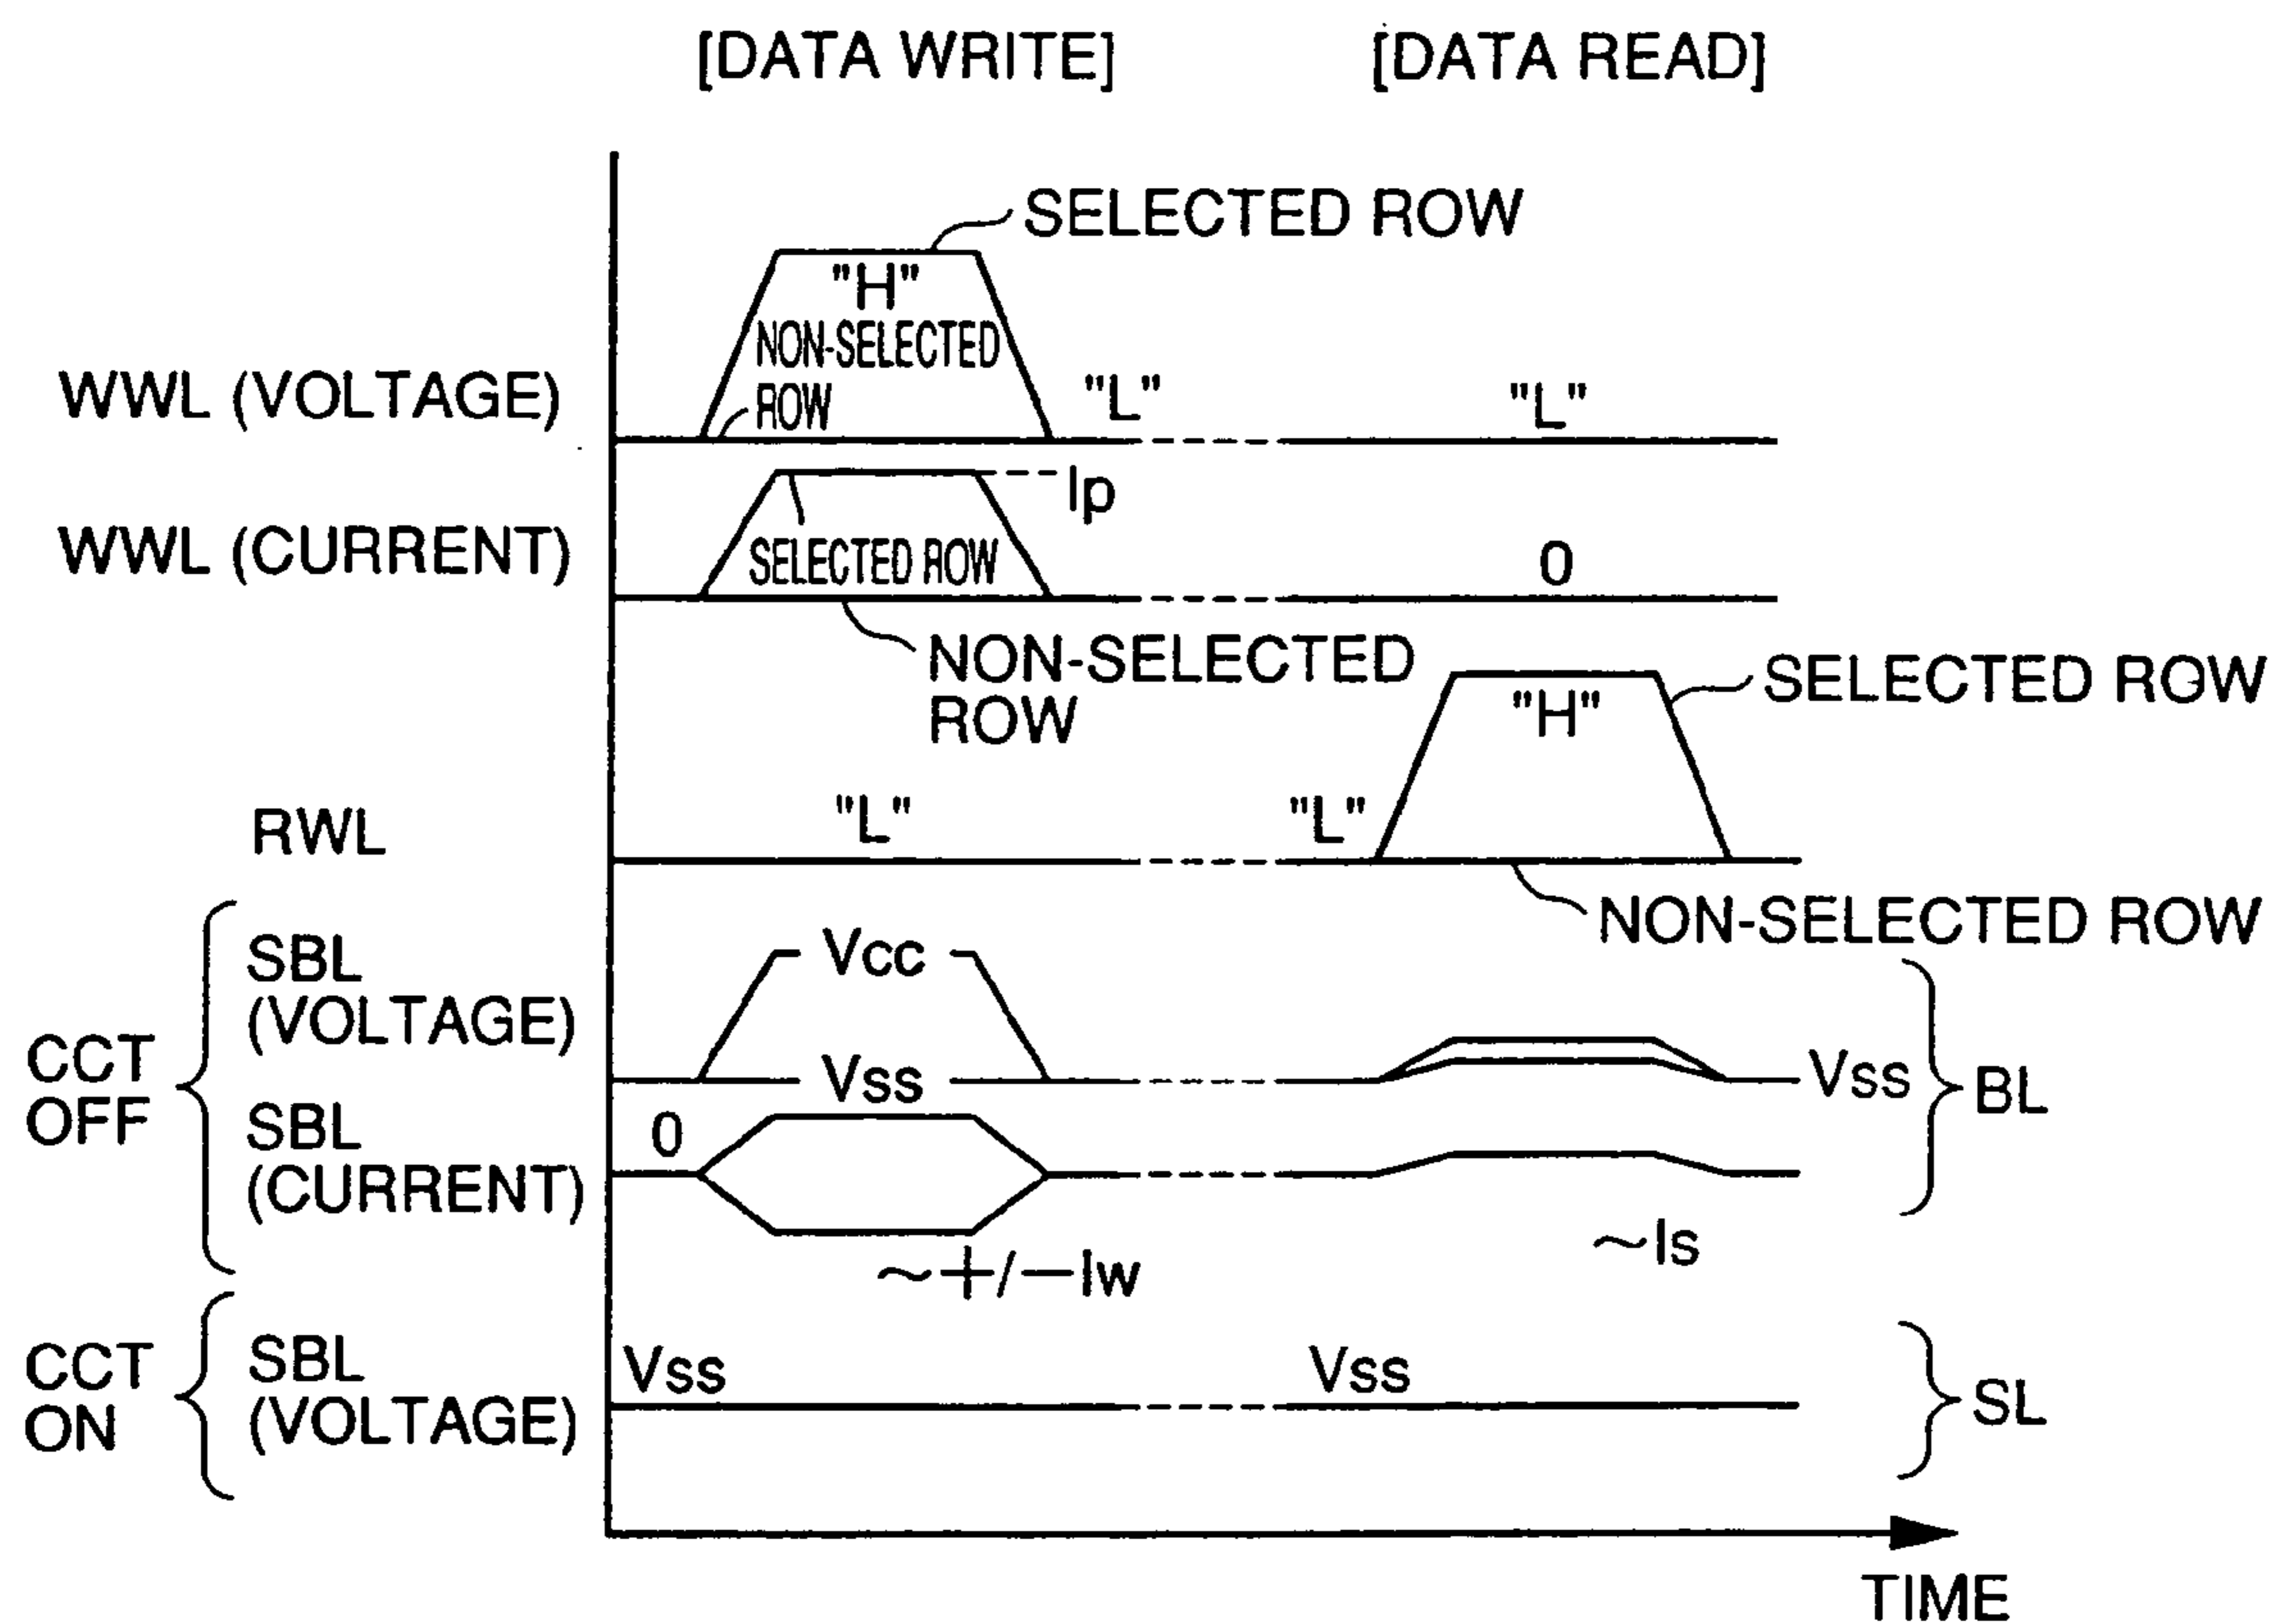 [DATA WRITE] [DATA READ]
SELECTED ROW
"H"
NON-SELECTED
ROW
WWL (VOLTAGE) "L" "L"
Ip
WWL (CURRENT) SELECTED ROW 0
NON-SELECTED
ROW
SELECTED ROW
"H"
RWL "L" "L"
NON-SELECTED ROW
CCT
OFF
SBL
(VOLTAGE)
Vcc
Vss
Vss
BL
SBL
(CURRENT)
0
~+/−Iw
~Is
CCT
ON
SBL
(VOLTAGE)
Vss
Vss
SL
TIME